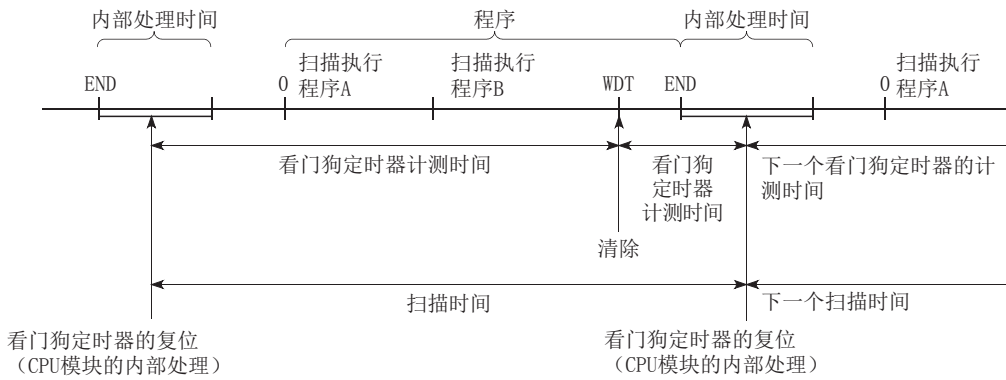 内部处理时间
程序
内部处理时间
END
0
扫描执行
程序A
扫描执行
程序B
WDT
END
0
扫描执行
程序A
看门狗定时器计测时间
看门狗
定时器
计测时间
下一个看门狗定时器的计
测时间
清除
扫描时间
下一个扫描时间
看门狗定时器的复位
（CPU模块的内部处理）
看门狗定时器的复位
（CPU模块的内部处理）